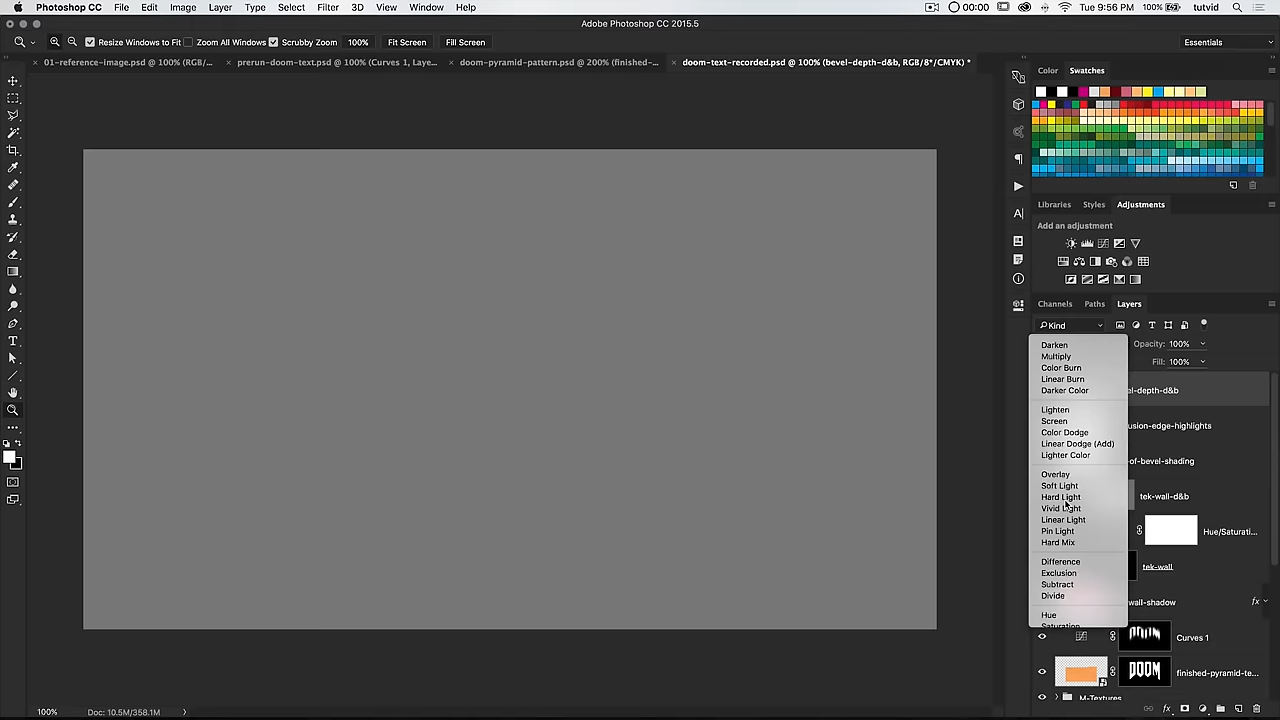 Photoshop CC File Edit Image Layer Type Select Filter 3D View Window Help 00:00 100% Tue 9:56 PM tutvid
Adobe Photoshop CC 2015.5
Resize Windows to Fit Zoom All Windows Scrubby Zoom 100% Fit Screen Fill Screen Essentials
× 01-reference-image.psd @ 100% (RGB/... × prerun-doom-text.psd @ 100% (Curves 1, Laye... × doom-pyramid-pattern.psd @ 200% (finished-... × doom-text-recorded.psd @ 100% (bevel-depth-d&b, RGB/8*/CMYK) *
Color Swatches
Libraries Styles Adjustments
Add an adjustment
Channels Paths Layers
Kind
Opacity: 100%
Fill: 100%
Darken
Multiply
Color Burn
Linear Burn
Darker Color
Lighten
Screen
Color Dodge
Linear Dodge (Add)
Lighter Color
Overlay
Soft Light
Hard Light
Vivid Light
Linear Light
Pin Light
Hard Mix
Difference
Exclusion
Subtract
Divide
Hue
Saturation
el-depth-d&b
usion-edge-highlights
-of-bevel-shading
tek-wall-d&b
Hue/Saturati...
tek-wall
wall-shadow fx
DOOM Curves 1
DOOM finished-pyramid-te...
M-Textures
100% Doc: 10.5M/358.1M
fx